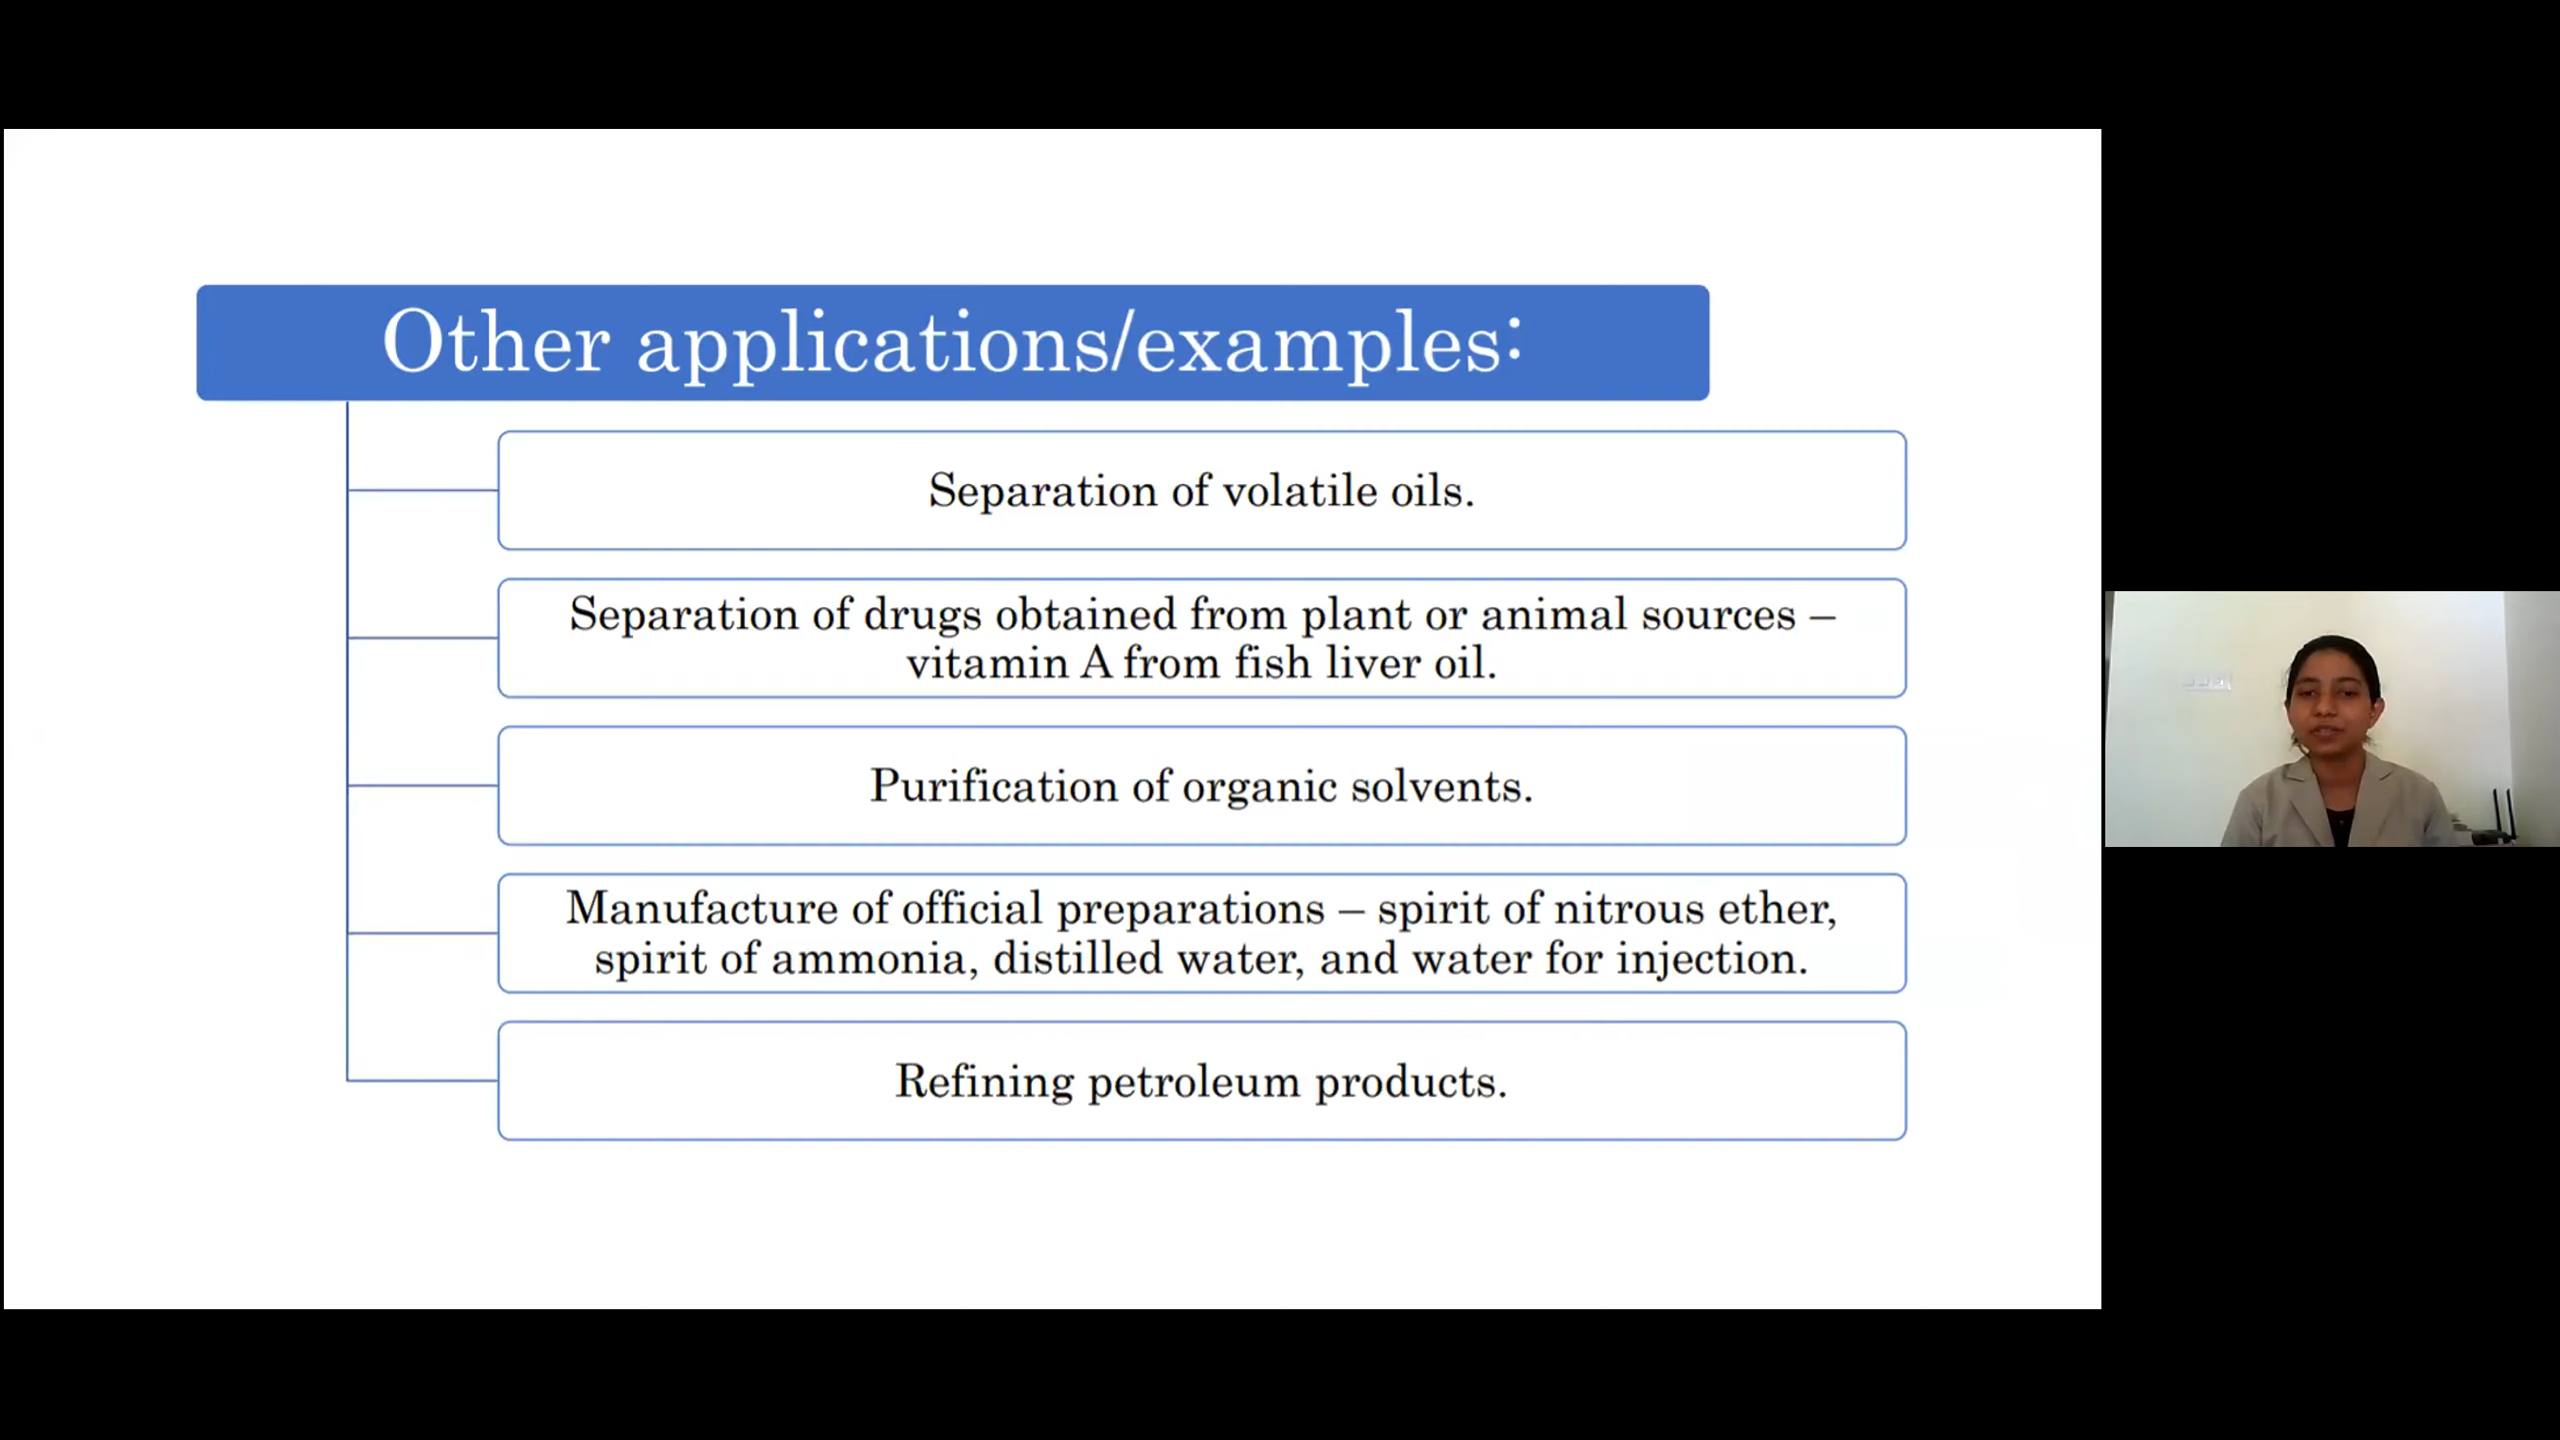 Other applications/examples:
Separation of volatile oils.
Separation of drugs obtained from plant or animal sources –
vitamin A from fish liver oil.
Purification of organic solvents.
Manufacture of official preparations – spirit of nitrous ether,
spirit of ammonia, distilled water, and water for injection.
Refining petroleum products.